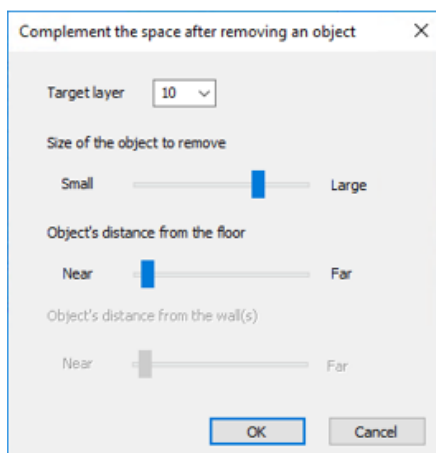 Complement the space after removing an object
Target layer 10
Size of the object to remove
Small Large
Object's distance from the floor
Near Far
Object's distance from the wall(s)
Near Far
OK Cancel